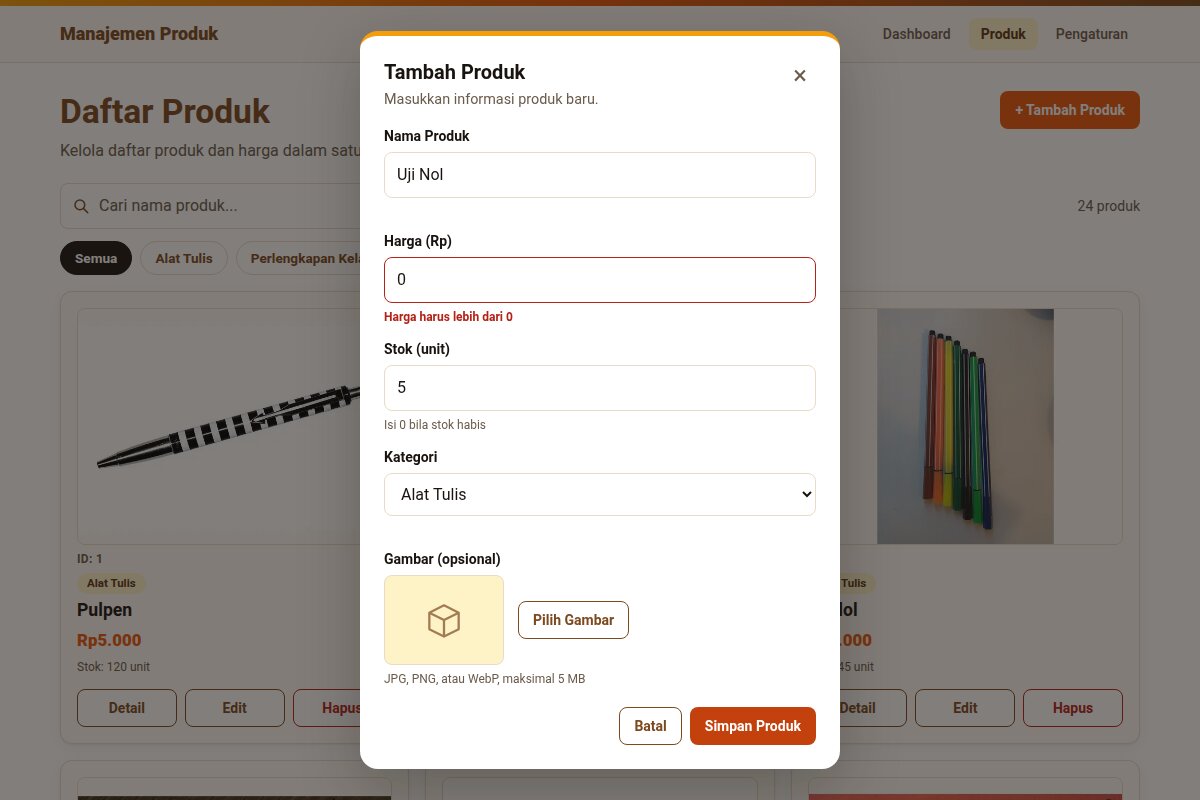 Manajemen Produk
Dashboard
Produk
Pengaturan
Daftar Produk
Kelola daftar produk dan harga dalam satu
+ Tambah Produk
Cari nama produk...
24 produk
Semua
Alat Tulis
Perlengkapan Kela
Tambah Produk
×
Masukkan informasi produk baru.
Nama Produk
Uji Nol
Harga (Rp)
0
Harga harus lebih dari 0
Stok (unit)
5
Isi 0 bila stok habis
Kategori
Alat Tulis
Gambar (opsional)
Pilih Gambar
JPG, PNG, atau WebP, maksimal 5 MB
Batal
Simpan Produk
ID: 1
Alat Tulis
Pulpen
Rp5.000
Stok: 120 unit
Detail
Edit
Hapus
Tulis
dol
.000
45 unit
Detail
Edit
Hapus